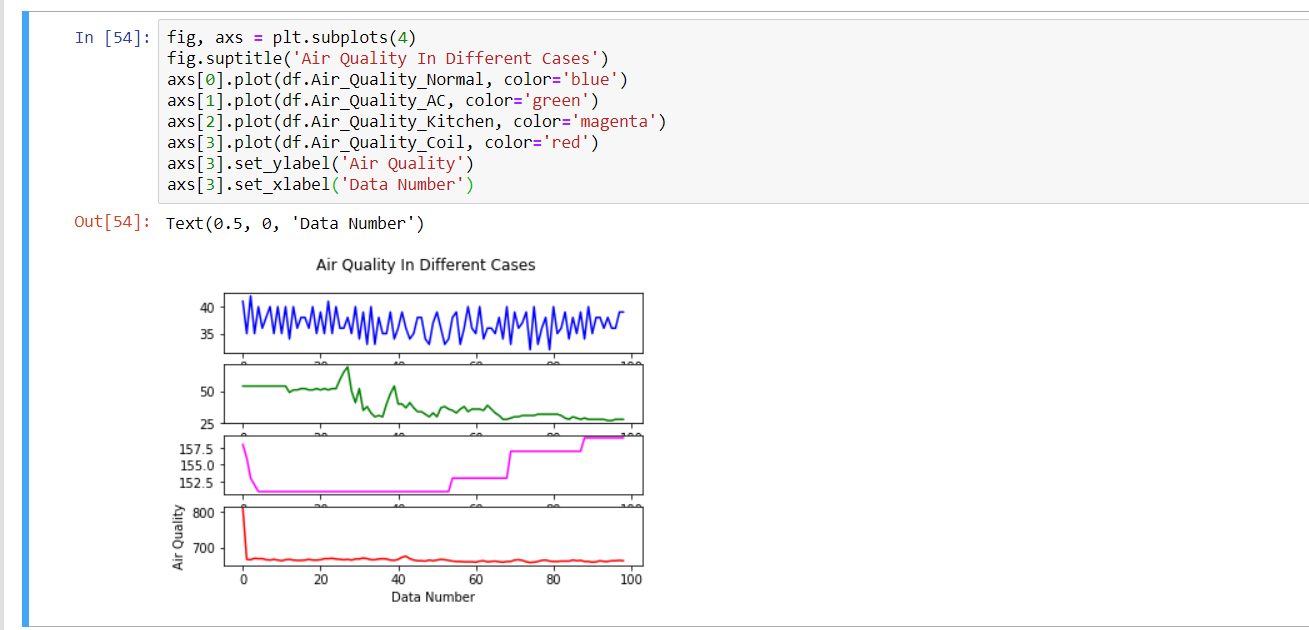 In [54]:
fig, axs = plt.subplots(4)
fig.suptitle('Air Quality In Different Cases')
axs[0].plot(df.Air_Quality_Normal, color='blue')
axs[1].plot(df.Air_Quality_AC, color='green')
axs[2].plot(df.Air_Quality_Kitchen, color='magenta')
axs[3].plot(df.Air_Quality_Coil, color='red')
axs[3].set_ylabel('Air Quality')
axs[3].set_xlabel('Data Number')
Out[54]: Text(0.5, 0, 'Data Number')
Air Quality In Different Cases
40
35
50
25
157.5
155.0
152.5
Air Quality
800
700
0 20 40 60 80 100
Data Number